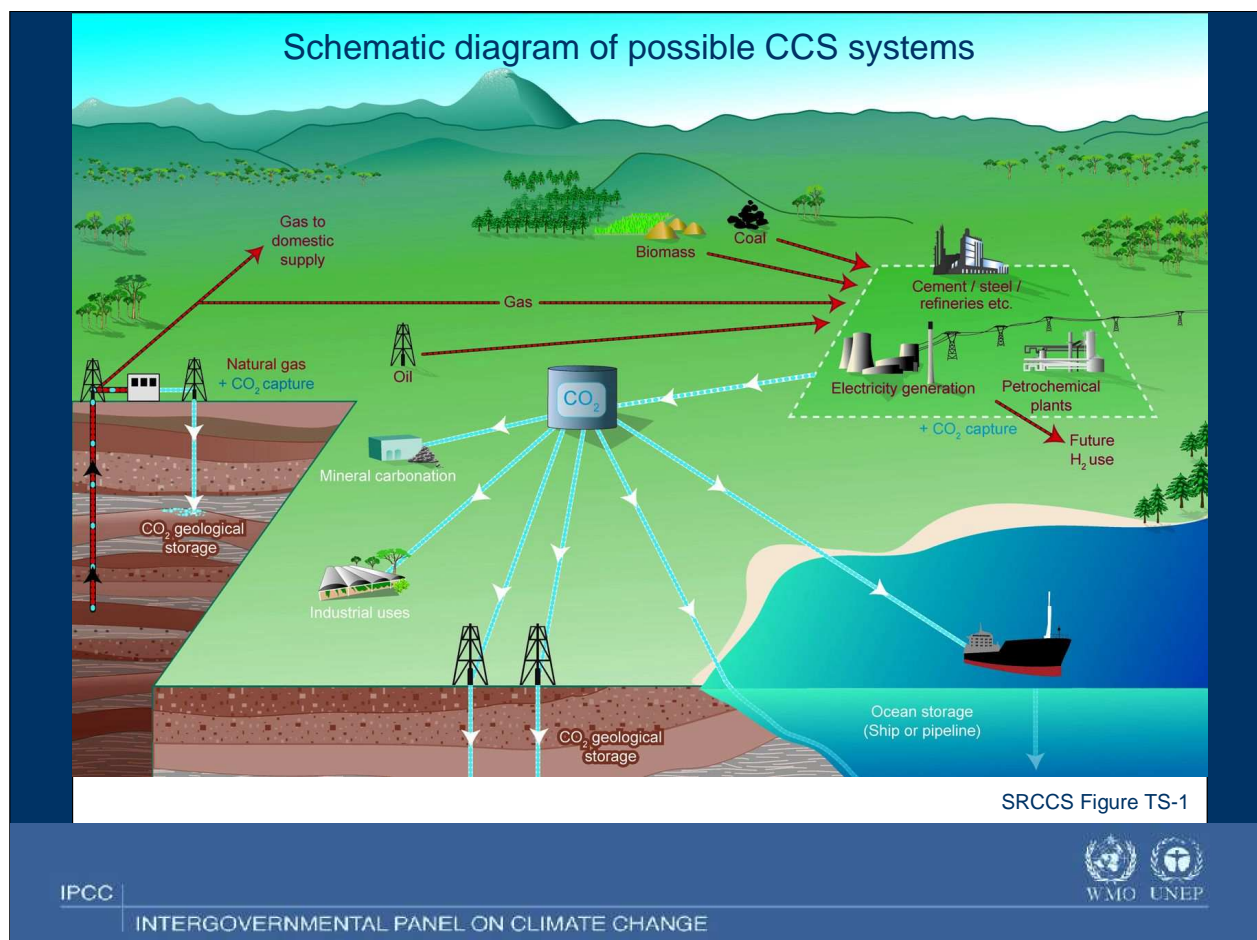 Schematic diagram of possible CCS systems
Gas to
domestic
supply
Biomass
Coal
Cement / steel /
refineries etc.
Gas
Natural gas
+ CO₂ capture
Oil
Electricity generation
Petrochemical
plants
+ CO₂ capture
Future
H₂ use
CO₂
Mineral carbonation
CO₂ geological
storage
Industrial uses
Ocean storage
(Ship or pipeline)
CO₂ geological
storage
SRCCS Figure TS-1
IPCC
INTERGOVERNMENTAL PANEL ON CLIMATE CHANGE
WMO UNEP